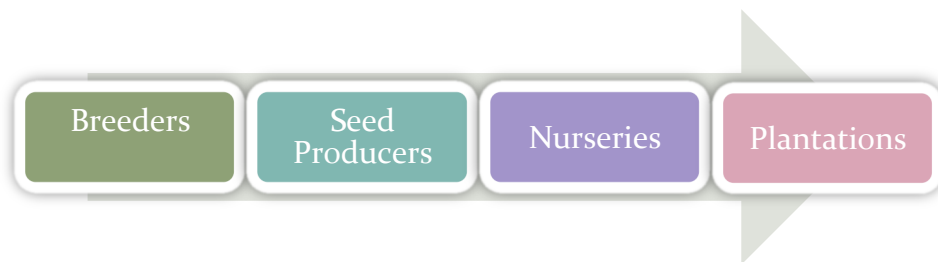 Breeders
Seed
Producers
Nurseries
Plantations